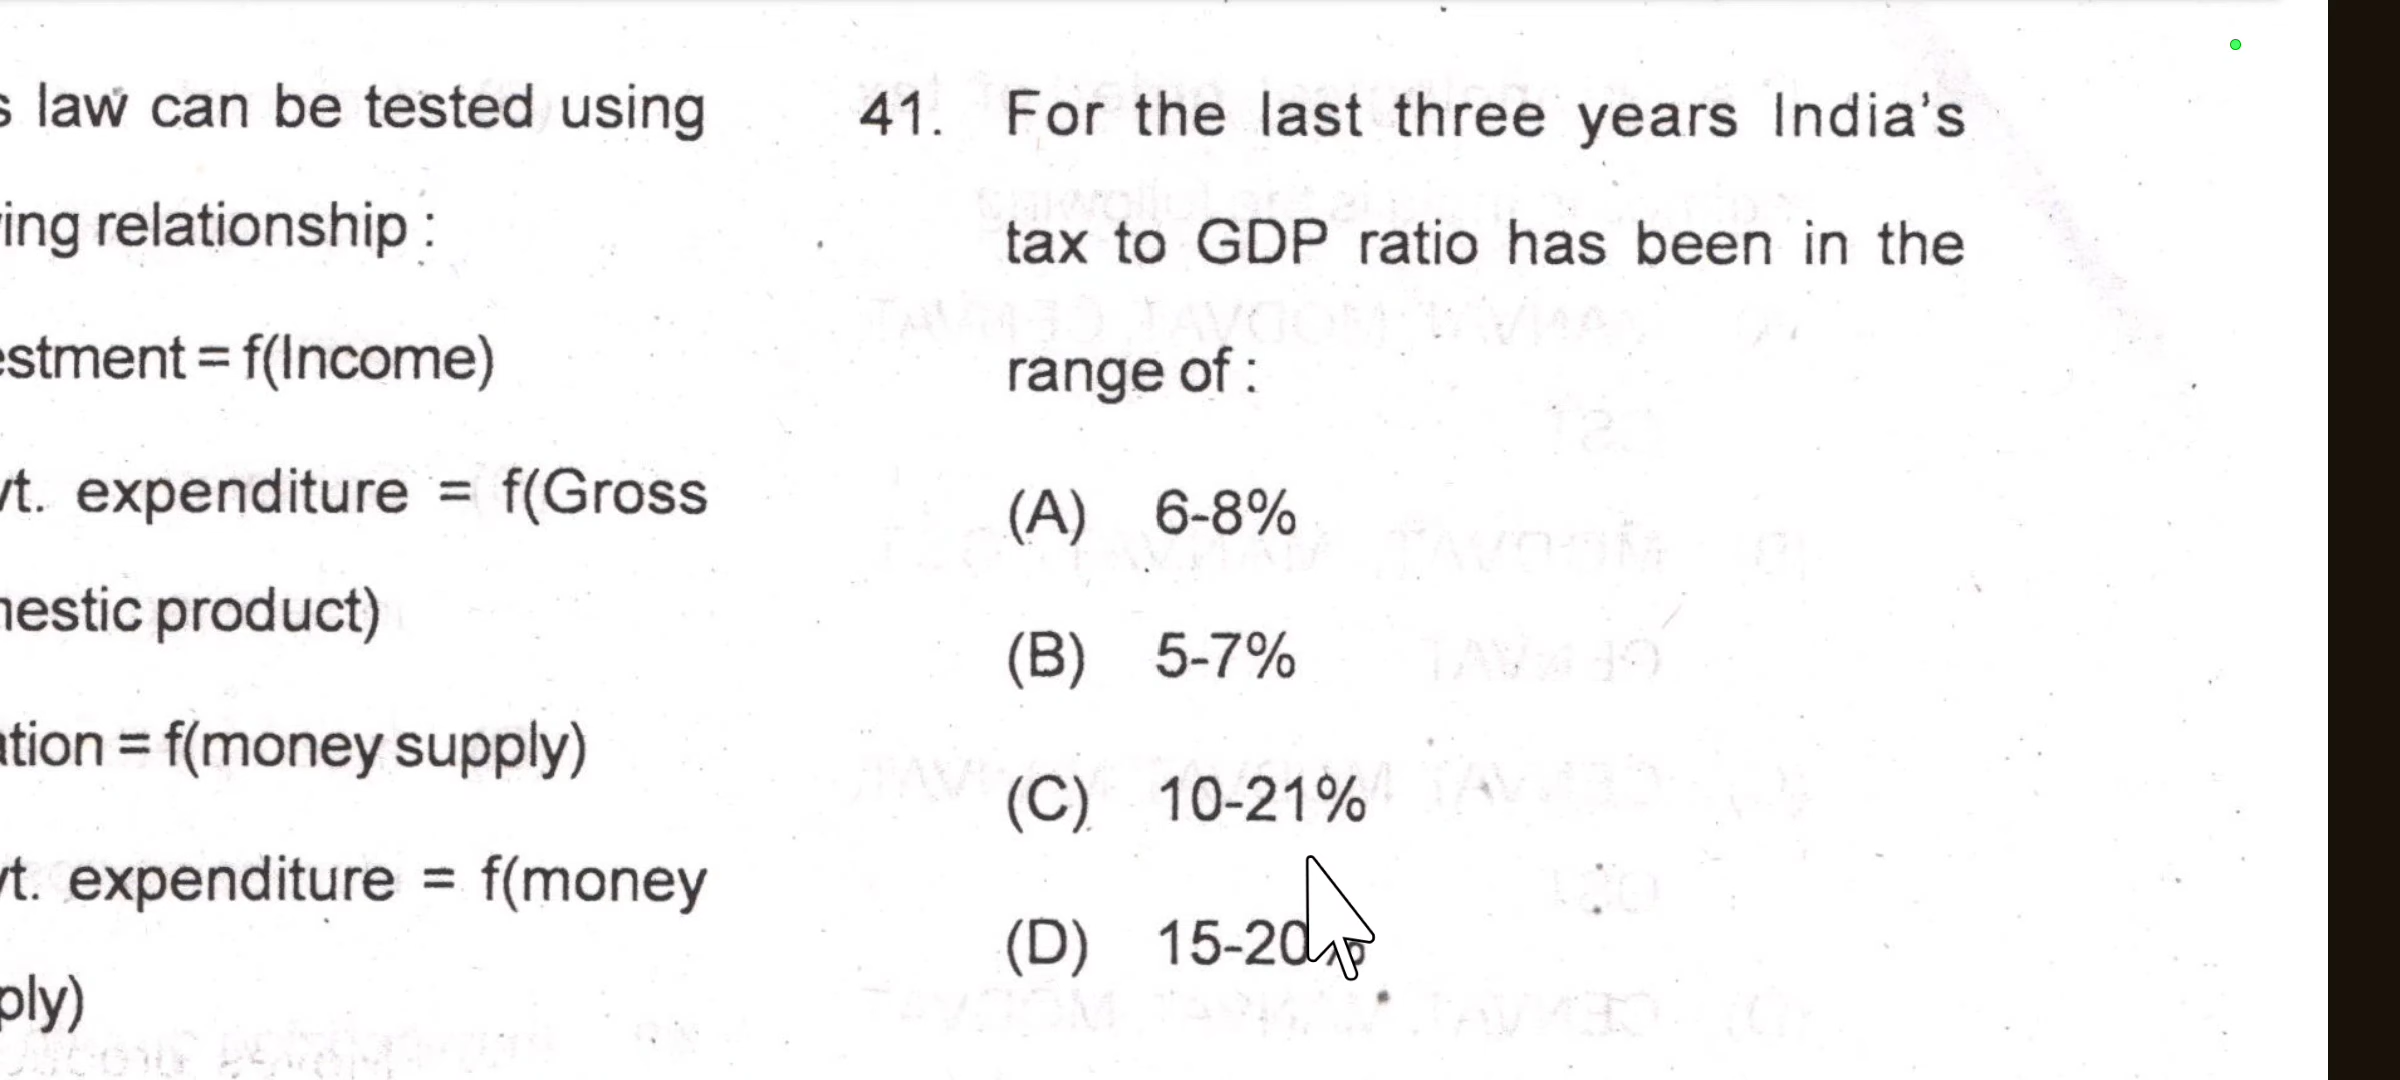 s law can be tested using
ing relationship :
estment = f(Income)
vt. expenditure = f(Gross
nestic product)
ation = f(money supply)
vt. expenditure = f(money
ply)
41. For the last three years India's
tax to GDP ratio has been in the
range of :
(A) 6-8%
(B) 5-7%
(C) 10-21%
(D) 15-20%